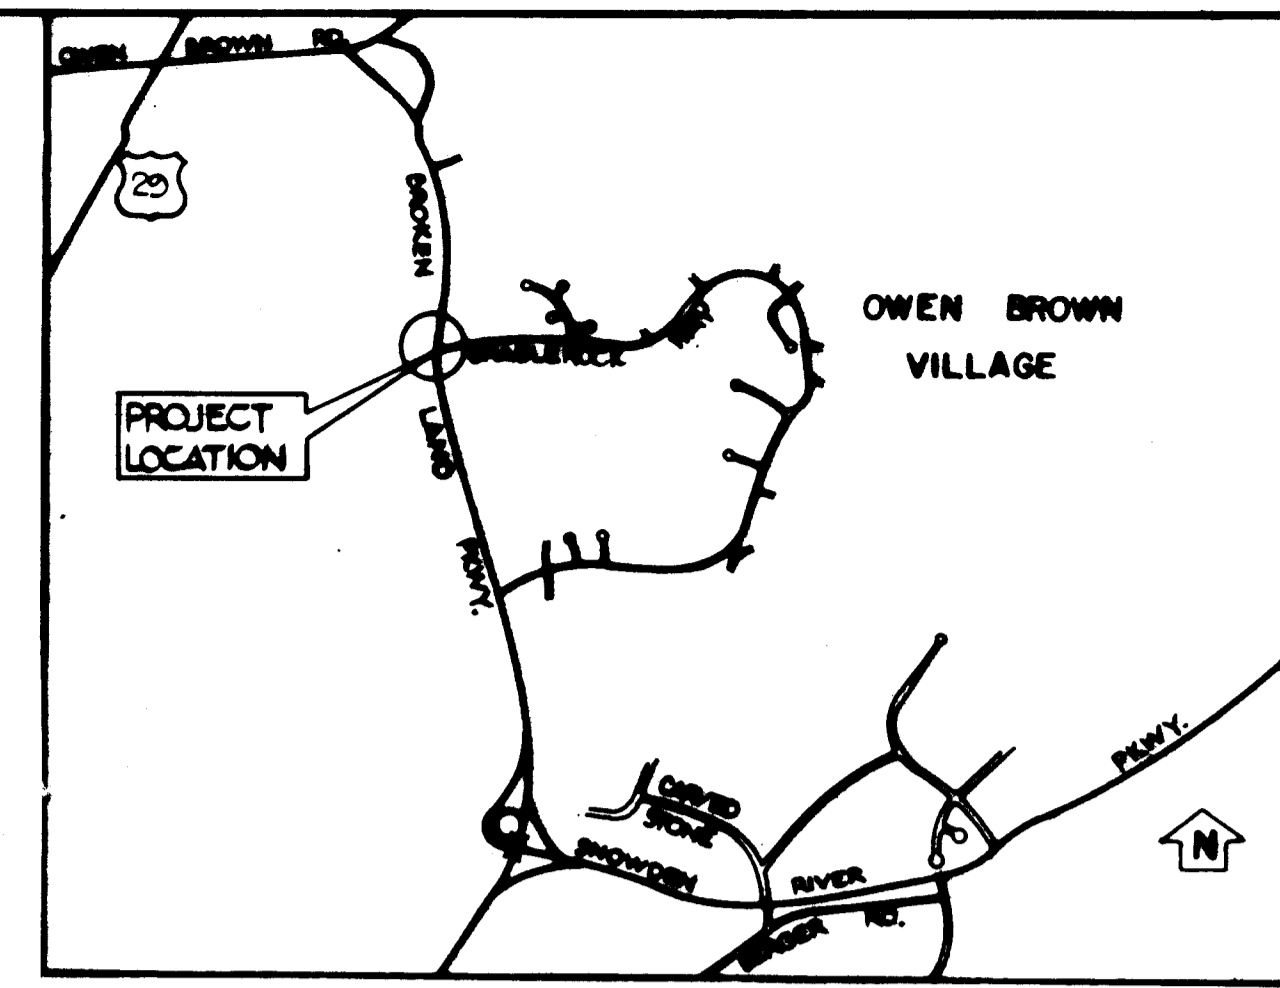 OWEN BROWN RD.
29
BROKEN
OWEN BROWN
VILLAGE
PROJECT
LOCATION
LAND
PKWY.
PKWY.
CARVED
STONE
SNOWDEN
RIVER
N
RD.